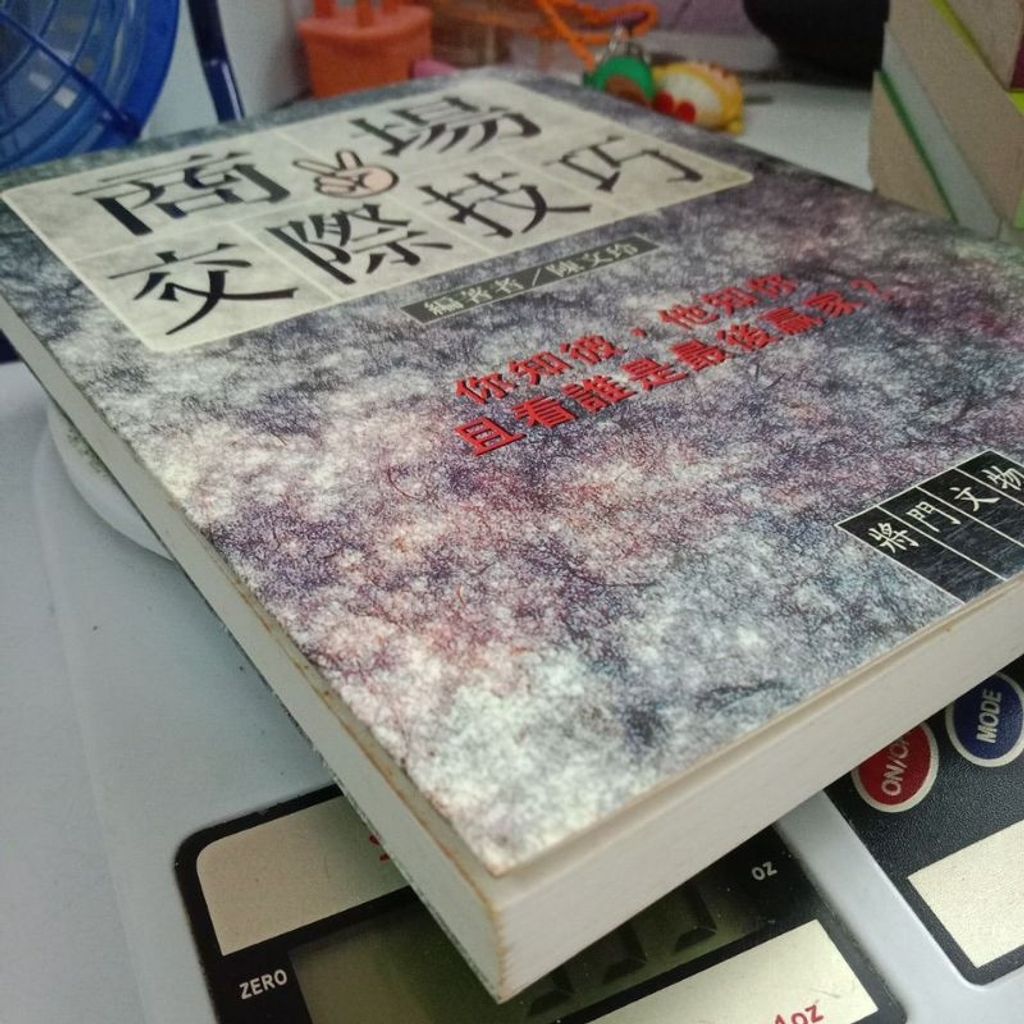 商場
交際技巧
編著者/陳文玲
你知彼,他知你
且看誰是最後贏家?
將門文物
MODE
ON/O
OZ
ZERO